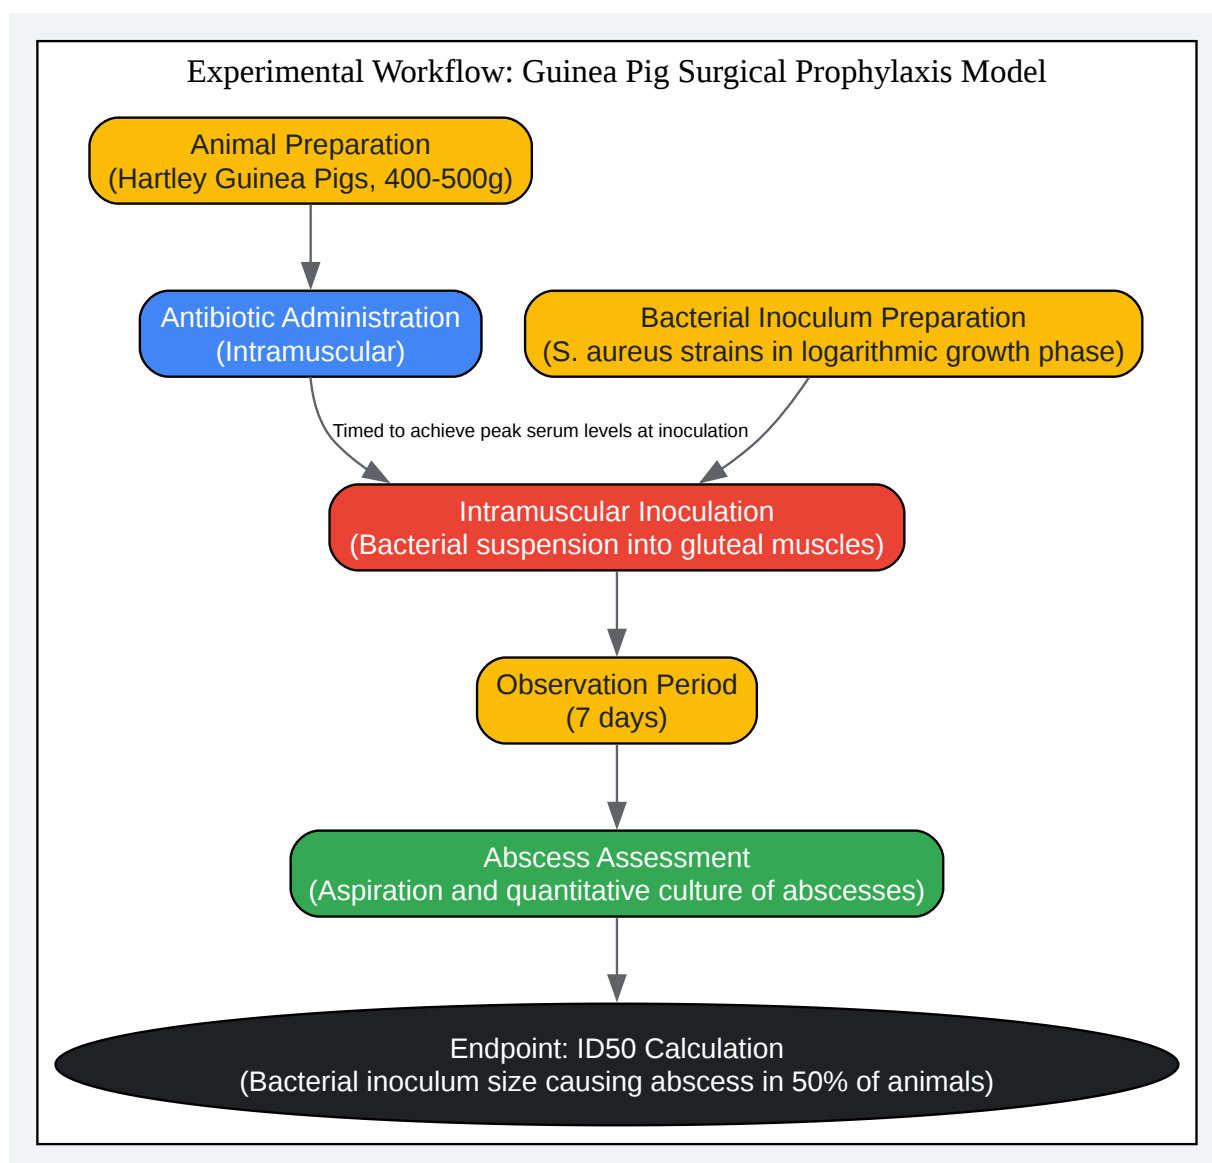 Experimental Workflow: Guinea Pig Surgical Prophylaxis Model
Animal Preparation
(Hartley Guinea Pigs, 400-500g)
Antibiotic Administration
(Intramuscular)
Bacterial Inoculum Preparation
(S. aureus strains in logarithmic growth phase)
Timed to achieve peak serum levels at inoculation
Intramuscular Inoculation
(Bacterial suspension into gluteal muscles)
Observation Period
(7 days)
Abscess Assessment
(Aspiration and quantitative culture of abscesses)
Endpoint: ID50 Calculation
(Bacterial inoculum size causing abscess in 50% of animals)